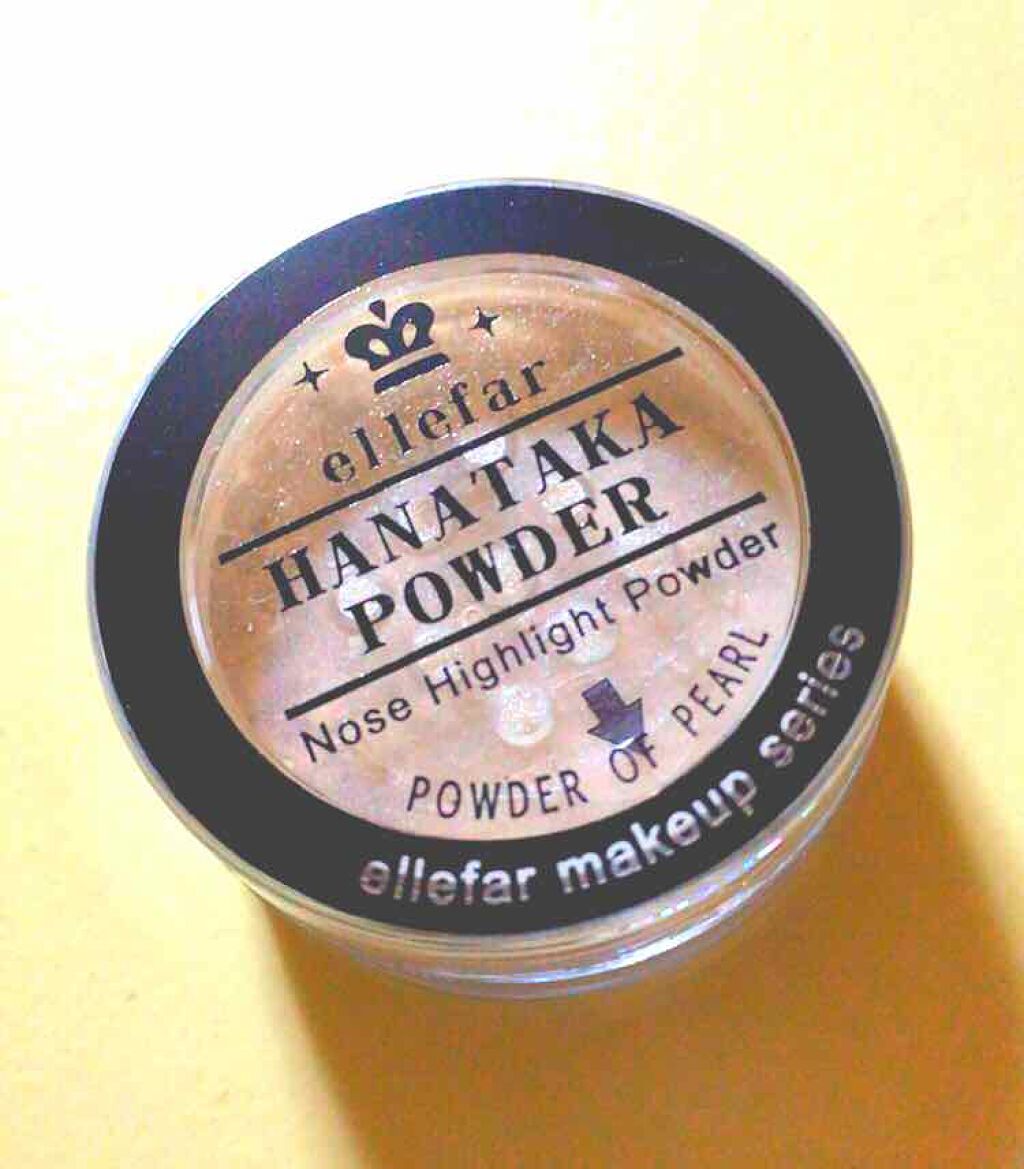 ellefar
HANATAKA
POWDER
Nose Highlight Powder
POWDER OF PEARL
ellefar makeup series